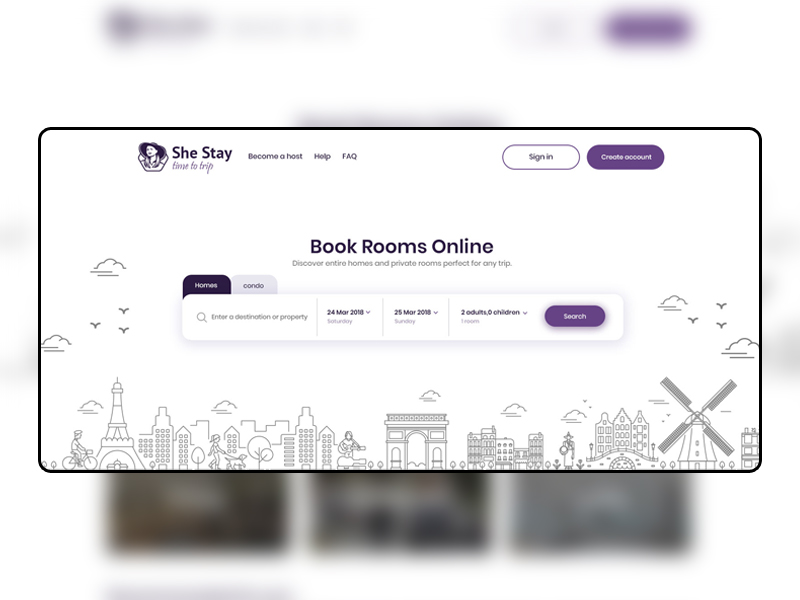 She Stay
time to trip
Become a host
Help
FAQ
Sign in
Create account
Book Rooms Online
Discover entire homes and private rooms perfect for any trip.
Homes
condo
Enter a destination or property
24 Mar 2018
Saturday
25 Mar 2018
Sunday
2 adults,0 children
1 room
Search